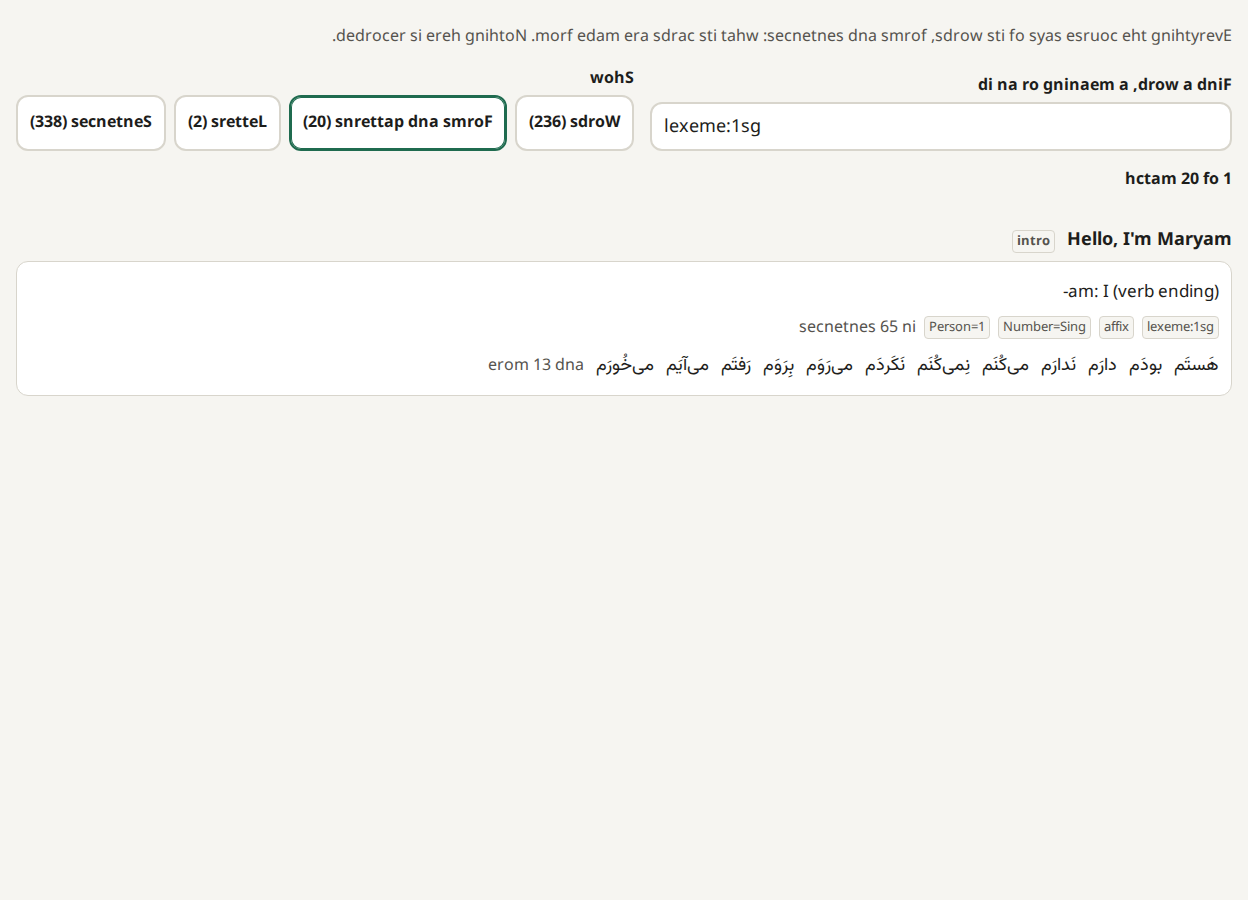 .dedrocer si ereh gnihtoN .morf edam era sdrac sti tahw :secnetnes dna smrof ,sdrow sti fo syas esruoc eht gnihtyrevE
di na ro gninaem a ,drow a dniF
lexeme:1sg
wohS
(236) sdroW
(20) snrettap dna smroF
(2) sretteL
(338) secnetneS
hctam 20 fo 1
Hello, I'm Maryam intro
-am: I (verb ending)
lexeme:1sg affix Number=Sing Person=1 secnetnes 65 ni
هَستَم بودَم دارَم نَدارَم می‌کُنَم نِمی‌کُنَم نَکَردَم می‌رَوَم بِرَوَم رَفتَم می‌آیَم می‌خُورَم erom 13 dna